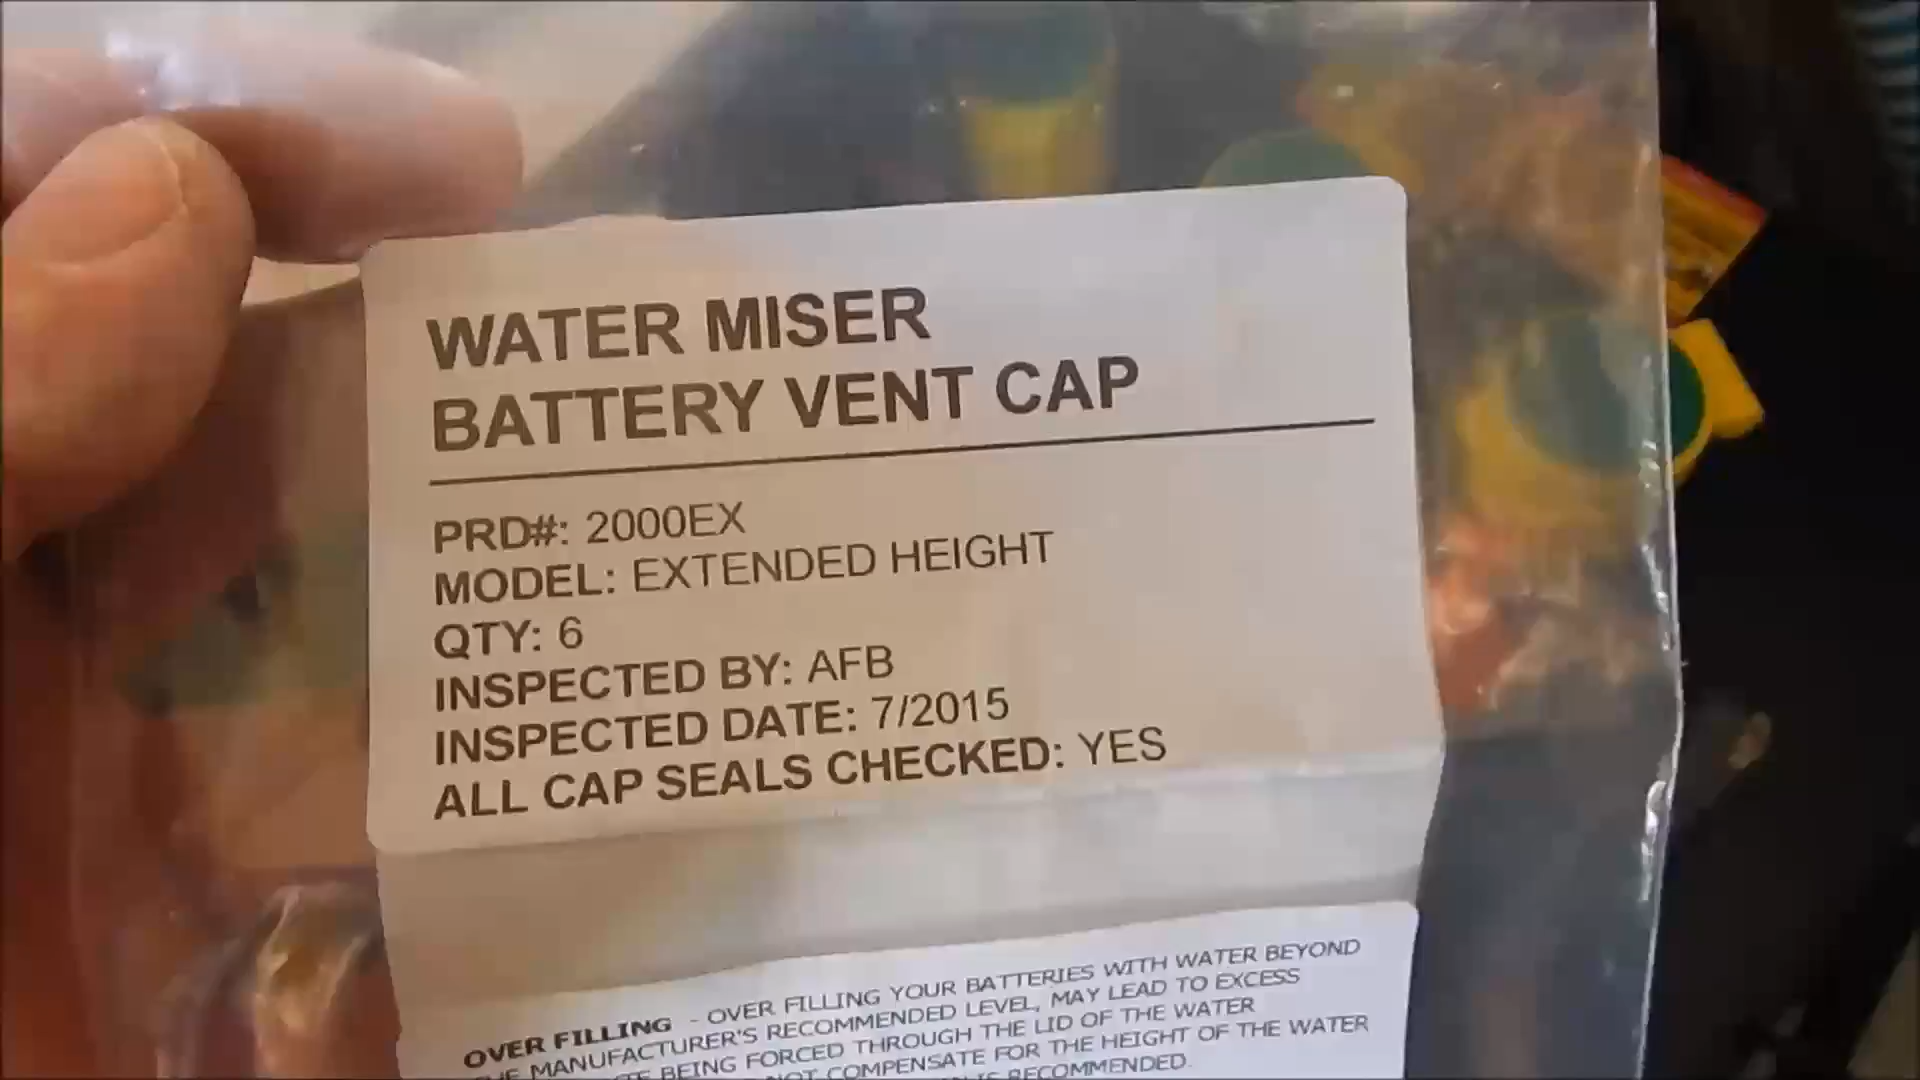 WATER MISER
BATTERY VENT CAP
PRD#: 2000EX
MODEL: EXTENDED HEIGHT
QTY: 6
INSPECTED BY: AFB
INSPECTED DATE: 7/2015
ALL CAP SEALS CHECKED: YES
OVER FILLING - OVER FILLING YOUR BATTERIES WITH WATER BEYOND
MANUFACTURER'S RECOMMENDED LEVEL, MAY LEAD TO EXCESS
BEING FORCED THROUGH THE LID OF THE WATER
NOT COMPENSATE FOR THE HEIGHT OF THE WATER
IS RECOMMENDED.